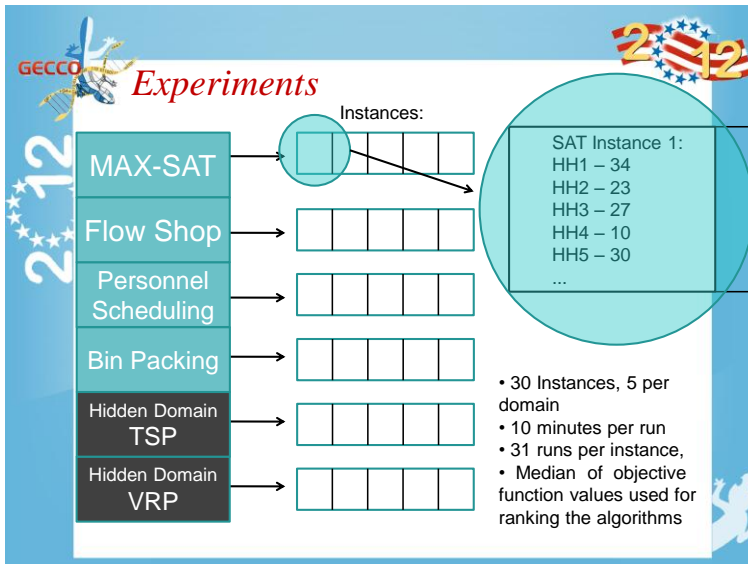 GECCO
2012
Experiments
2012
Instances:
MAX-SAT
Flow Shop
Personnel
Scheduling
Bin Packing
Hidden Domain
TSP
Hidden Domain
VRP
SAT Instance 1:
HH1 – 34
HH2 – 23
HH3 – 27
HH4 – 10
HH5 – 30
...
• 30 Instances, 5 per
domain
• 10 minutes per run
• 31 runs per instance,
• Median of objective
function values used for
ranking the algorithms